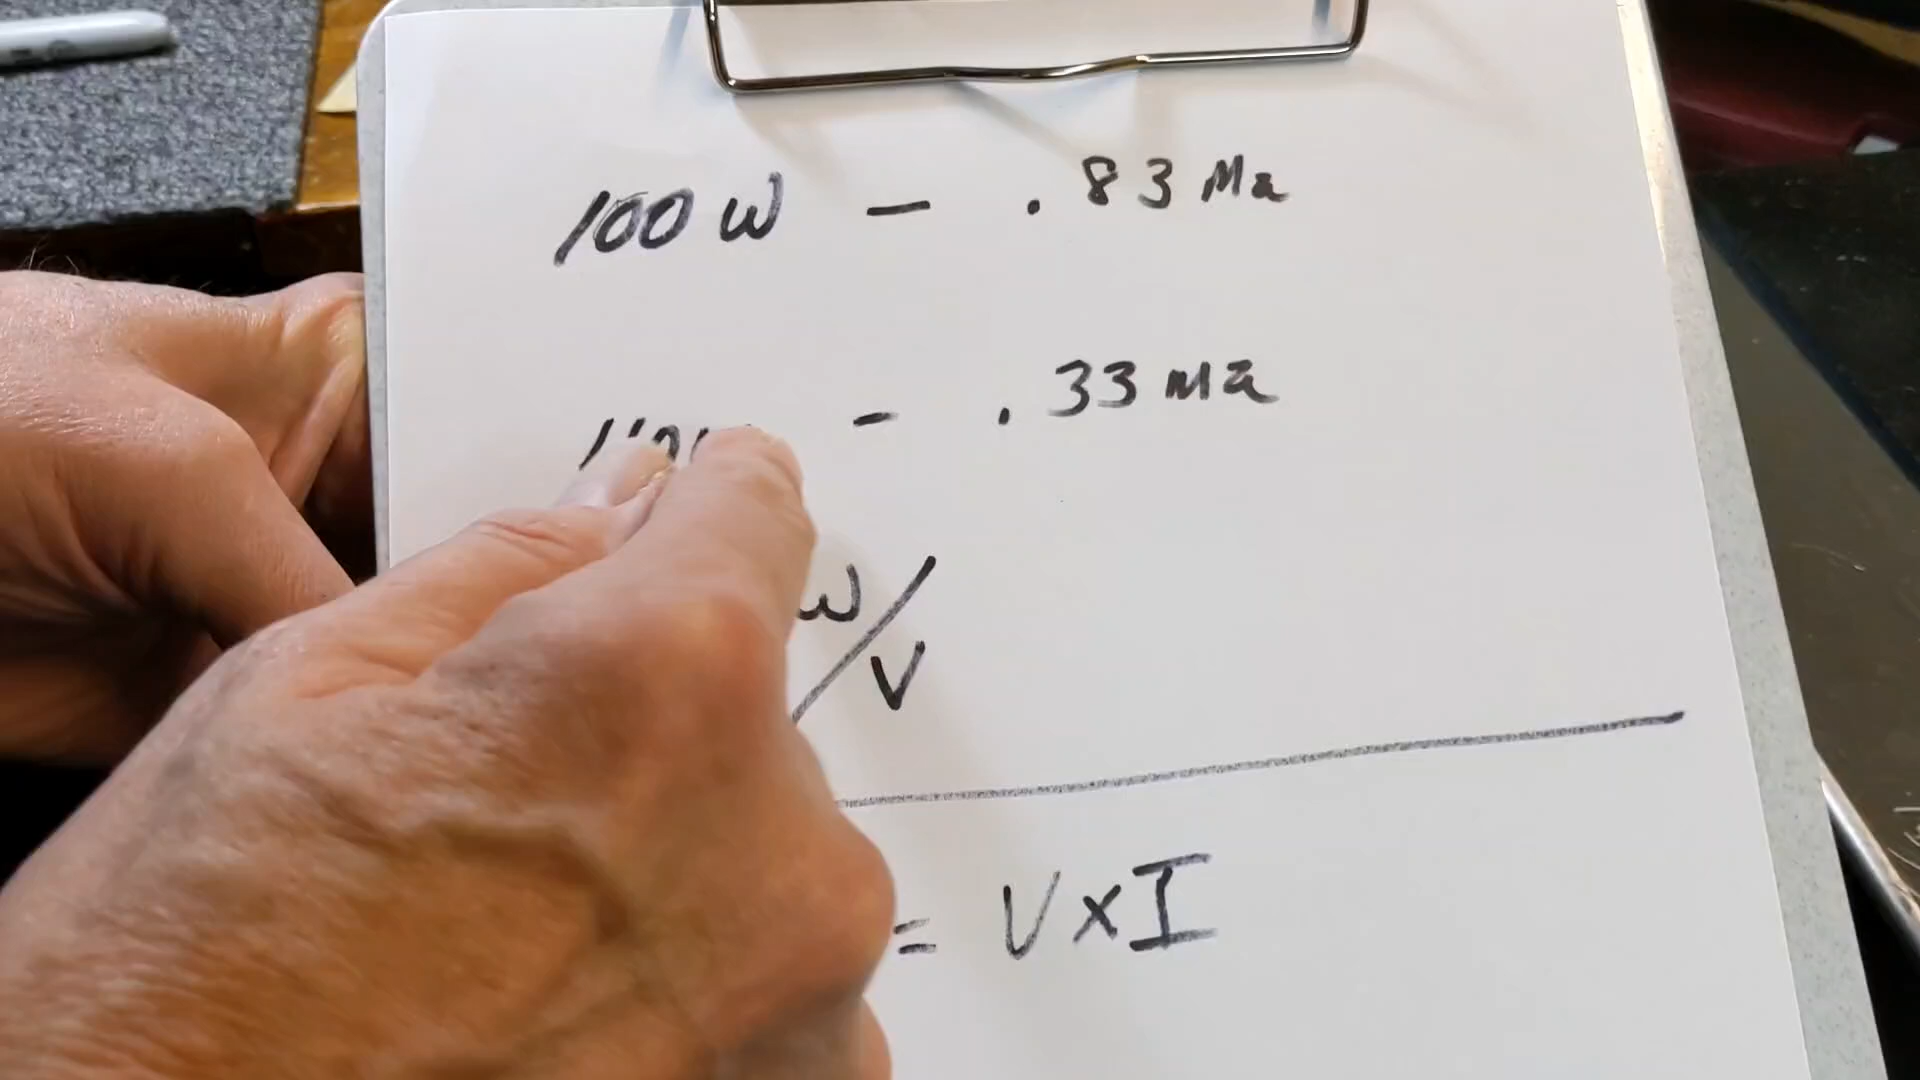 100 W — .83 Ma
- .33 Ma
W/V
= V x I